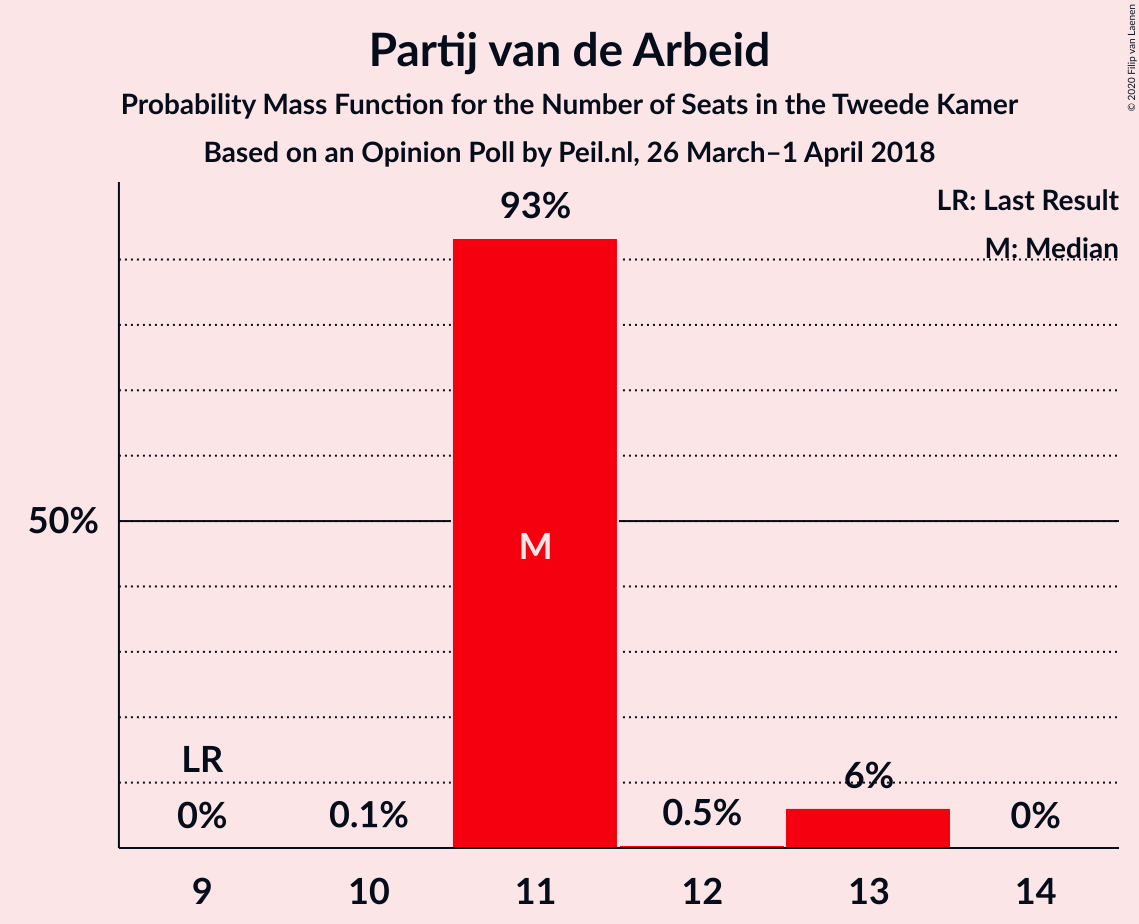 Partij van de Arbeid
Probability Mass Function for the Number of Seats in the Tweede Kamer
Based on an Opinion Poll by Peil.nl, 26 March–1 April 2018
© 2020 Filip van Laenen
LR: Last Result
M: Median
93%
50%
M
LR
0%
0.1%
0.5%
6%
0%
9 10 11 12 13 14